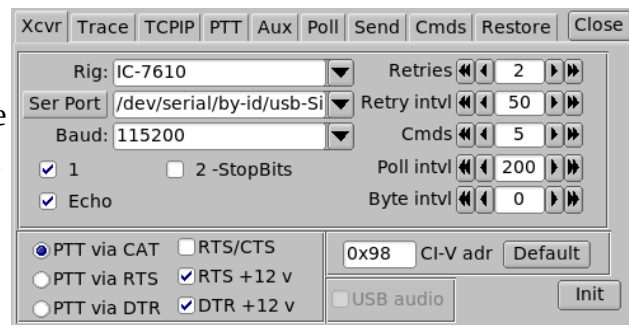 Xcvr Trace TCPIP PTT Aux Poll Send Cmds Restore Close
Rig: IC-7610 Retries 2
Ser Port /dev/serial/by-id/usb-Si Retry intvl 50
Baud: 115200 Cmds 5
1 2 -StopBits Poll intvl 200
Echo Byte intvl 0
PTT via CAT RTS/CTS 0x98 CI-V adr Default
PTT via RTS RTS +12 v
PTT via DTR DTR +12 v USB audio Init
e